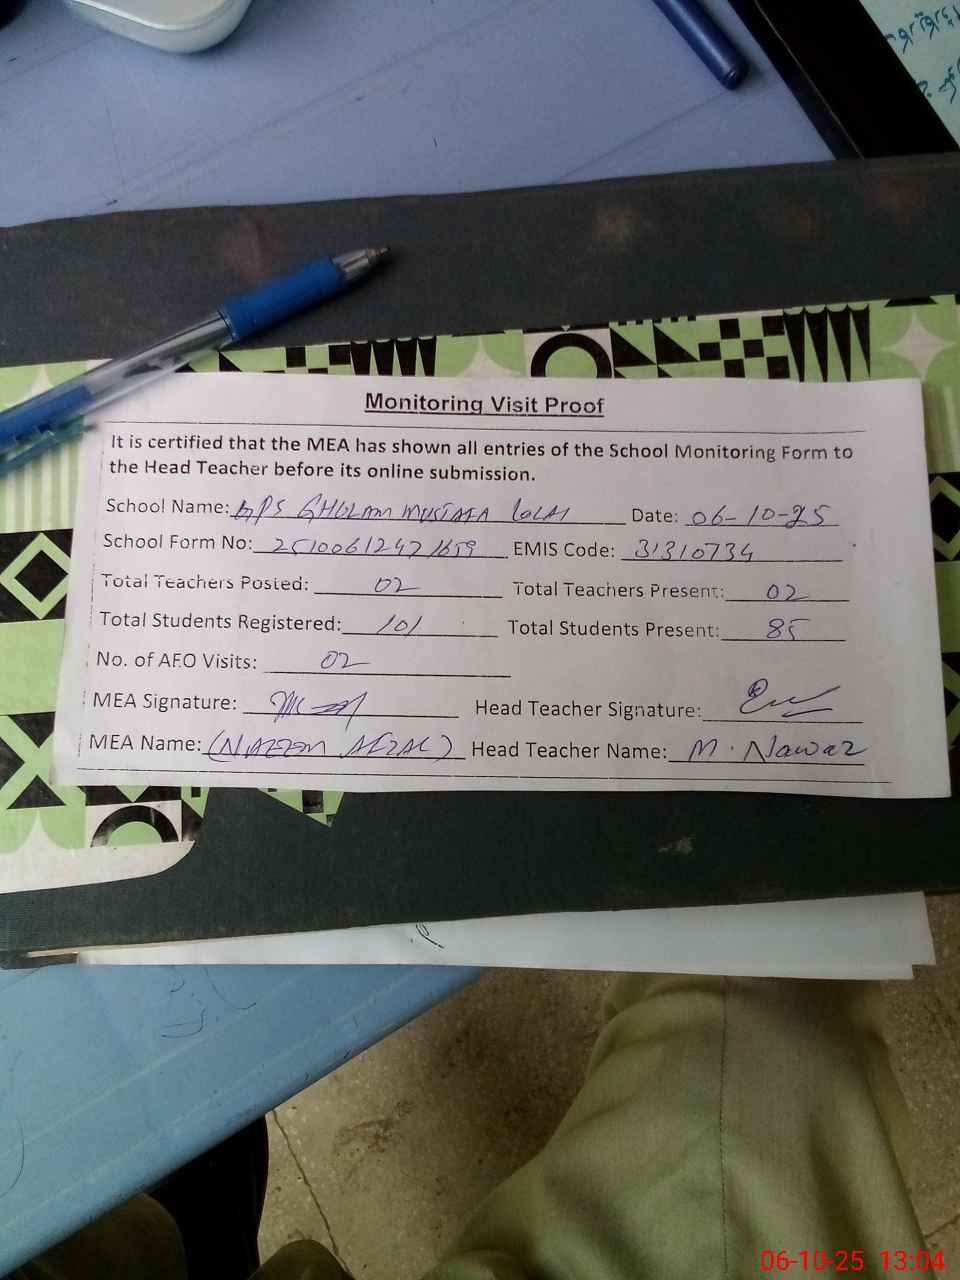 Monitoring Visit Proof
It is certified that the MEA has shown all entries of the School Monitoring Form to
the Head Teacher before its online submission.
School Name: GPS GHULAM MUSTAFA Date: 06-10-25
School Form No: EMIS Code: 31310734
Total Teachers Posted: 02 Total Teachers Present: 02
Total Students Registered: 101 Total Students Present: 85
No. of AEO Visits: 02
MEA Signature: Head Teacher Signature:
MEA Name: (NAEEM AFZAL) Head Teacher Name: M. Nawaz
06-10-25 13:04